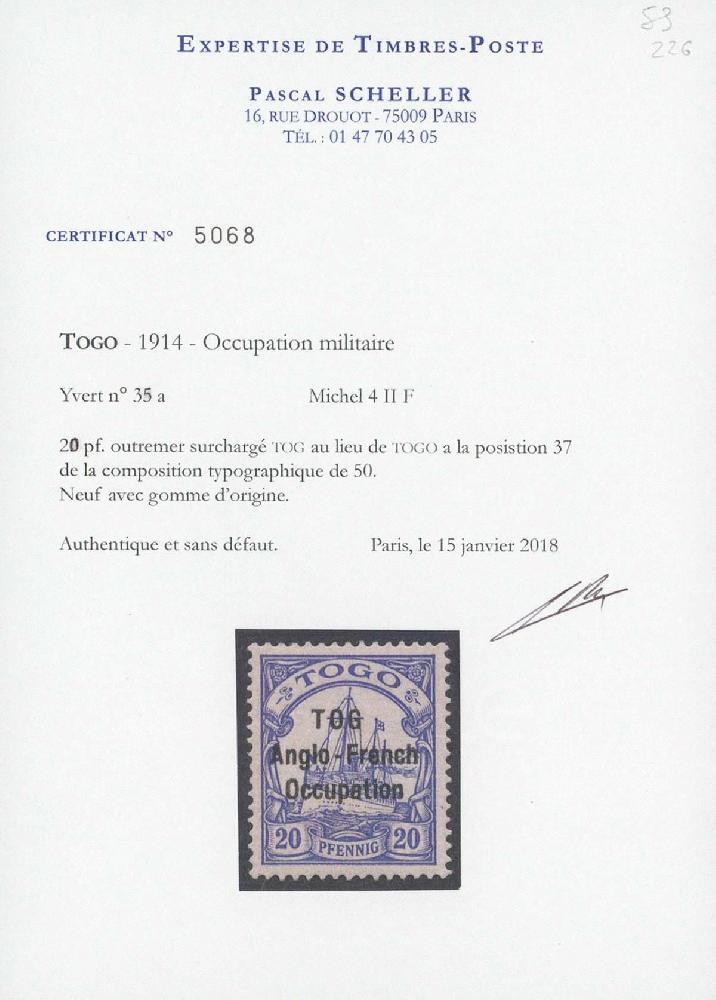 53
226
EXPERTISE DE TIMBRES-POSTE
PASCAL SCHELLER
16, RUE DROUOT - 75009 PARIS
TÉL. : 01 47 70 43 05
CERTIFICAT N° 5068
TOGO - 1914 - Occupation militaire
Yvert n° 35 a Michel 4 II F
20 pf. outremer surchargé TOG au lieu de TOGO a la posistion 37
de la composition typographique de 50.
Neuf avec gomme d'origine.
Authentique et sans défaut. Paris, le 15 janvier 2018
TOGO
TOG
Anglo-French
Occupation
20 PFENNIG 20